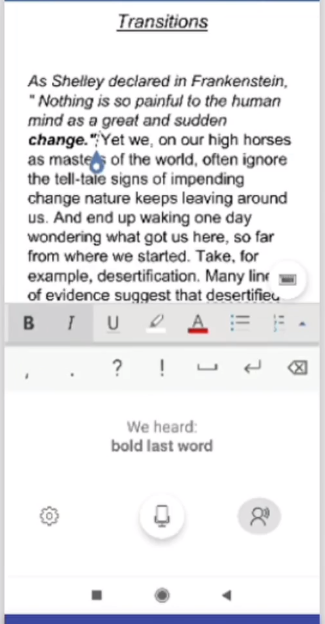 Transitions
As Shelley declared in Frankenstein,
" Nothing is so painful to the human
mind as a great and sudden
change." Yet we, on our high horses
as masters of the world, often ignore
the tell-tale signs of impending
change nature keeps leaving around
us. And end up waking one day
wondering what got us here, so far
from where we started. Take, for
example, desertification. Many line
of evidence suggest that desertified
B I U A
, . ? !
We heard:
bold last word